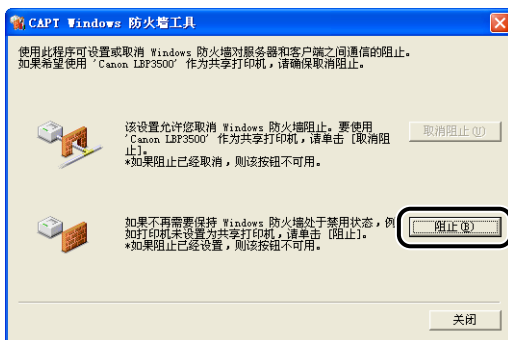 CAPT Windows 防火墙工具
使用此程序可设置或取消 Windows 防火墙对服务器和客户端之间通信的阻止。
如果希望使用 'Canon LBP3500' 作为共享打印机，请确保取消阻止。
该设置允许您取消 Windows 防火墙阻止。要使用
'Canon LBP3500' 作为共享打印机，请单击 [取消阻
止]。
*如果阻止已经取消，则该按钮不可用。
取消阻止(U)
如果不再需要保持 Windows 防火墙处于禁用状态，例
如打印机未设置为共享打印机，请单击 [阻止]。
*如果阻止已经设置，则该按钮不可用。
阻止(B)
关闭